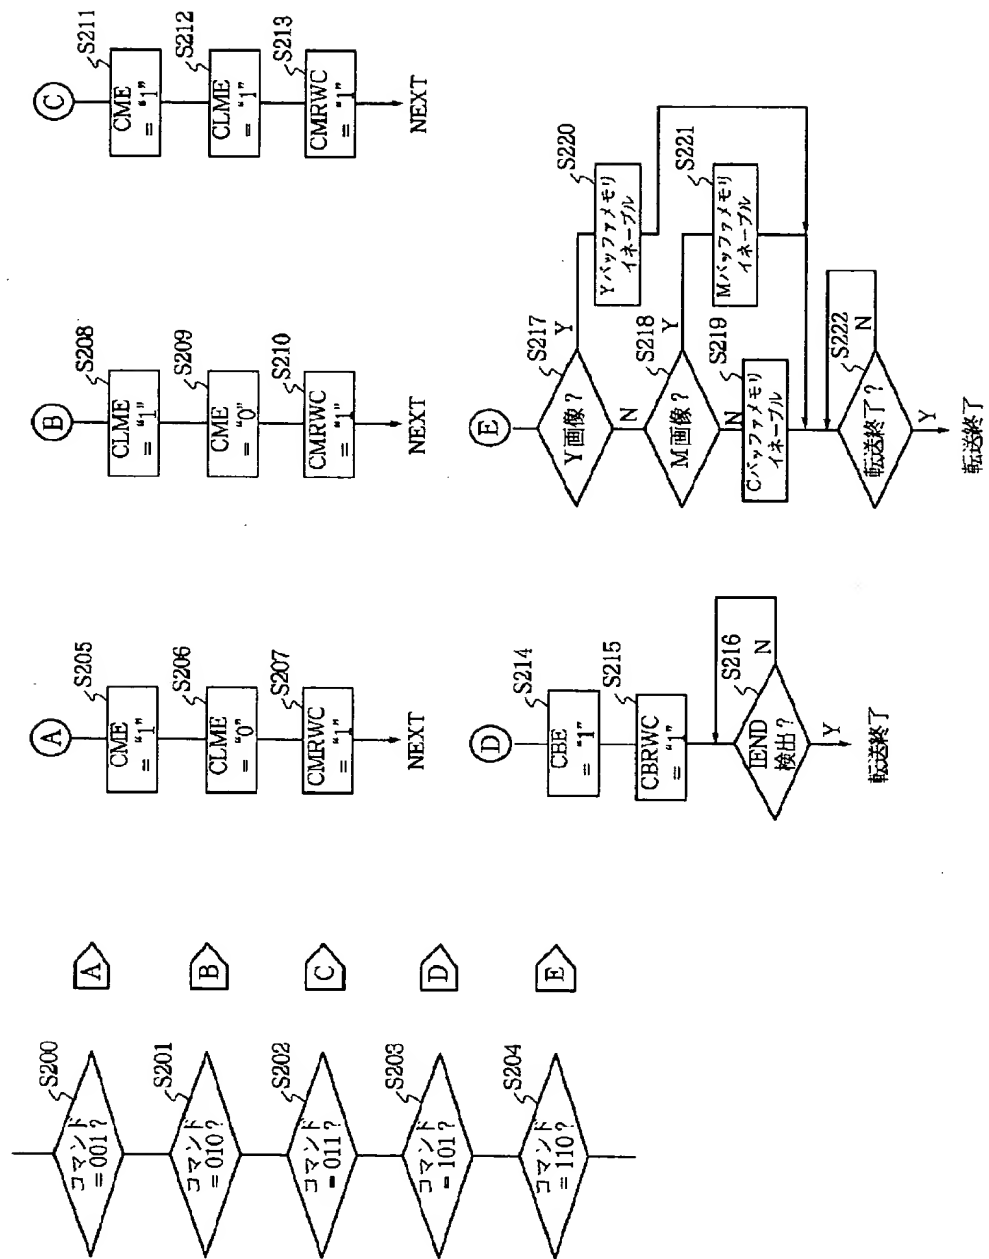 S200
コマンド
=001?
A
S201
コマンド
=010?
B
S202
コマンド
=011?
C
S203
コマンド
=101?
D
S204
コマンド
=110?
E
A
S205
CME
= "1"
S206
CLME
= "0"
S207
CMRWC
= "1"
NEXT
B
S208
CLME
= "1"
S209
CME
= "0"
S210
CMRWC
= "1"
NEXT
C
S211
CME
= "1"
S212
CLME
= "1"
S213
CMRWC
= "1"
NEXT
D
S214
CBE
= "1"
S215
CBRWC
= "1"
S216
IEND
検出?
N
Y
転送終了
E
S217
Y画像?
Y
N
S218
M画像?
Y
N
S219
Cバッファメモリ
イネーブル
S220
Yバッファメモリ
イネーブル
S221
Mバッファメモリ
イネーブル
S222
転送終了?
N
Y
転送終了